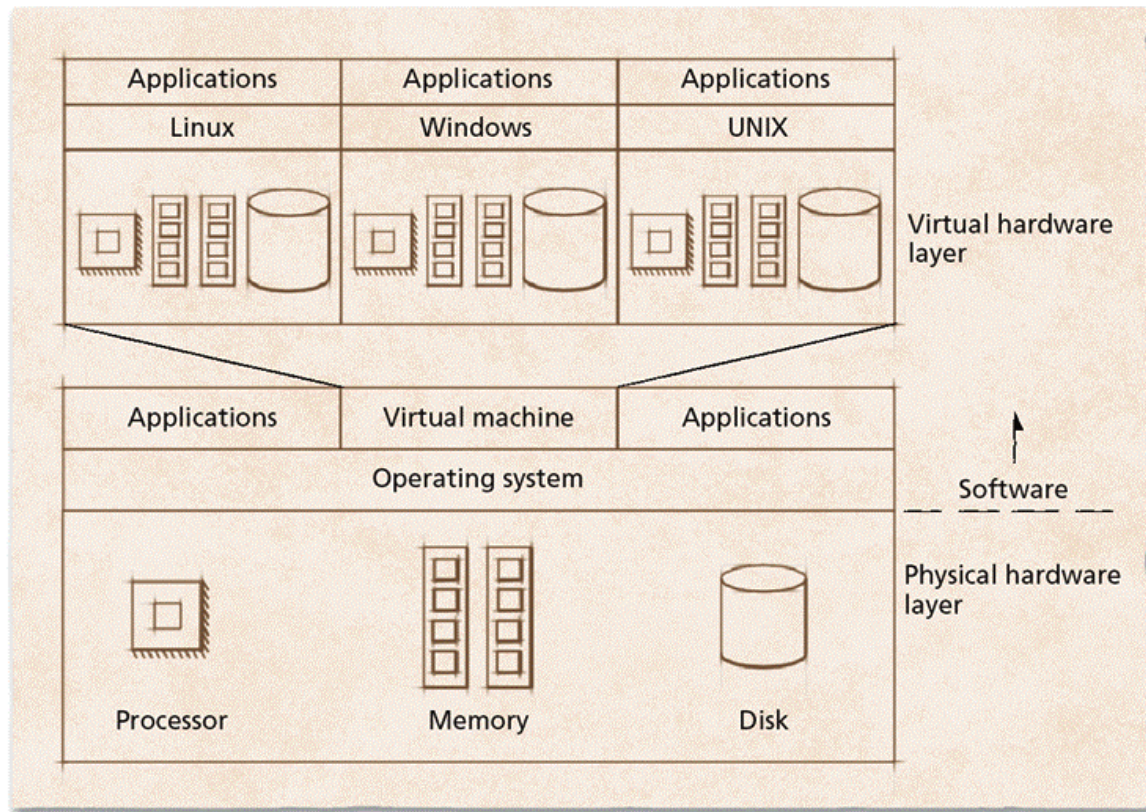 Applications Applications Applications
Linux Windows UNIX
Virtual hardware
layer
Applications Virtual machine Applications
Operating system
Software
Physical hardware
layer
Processor Memory Disk